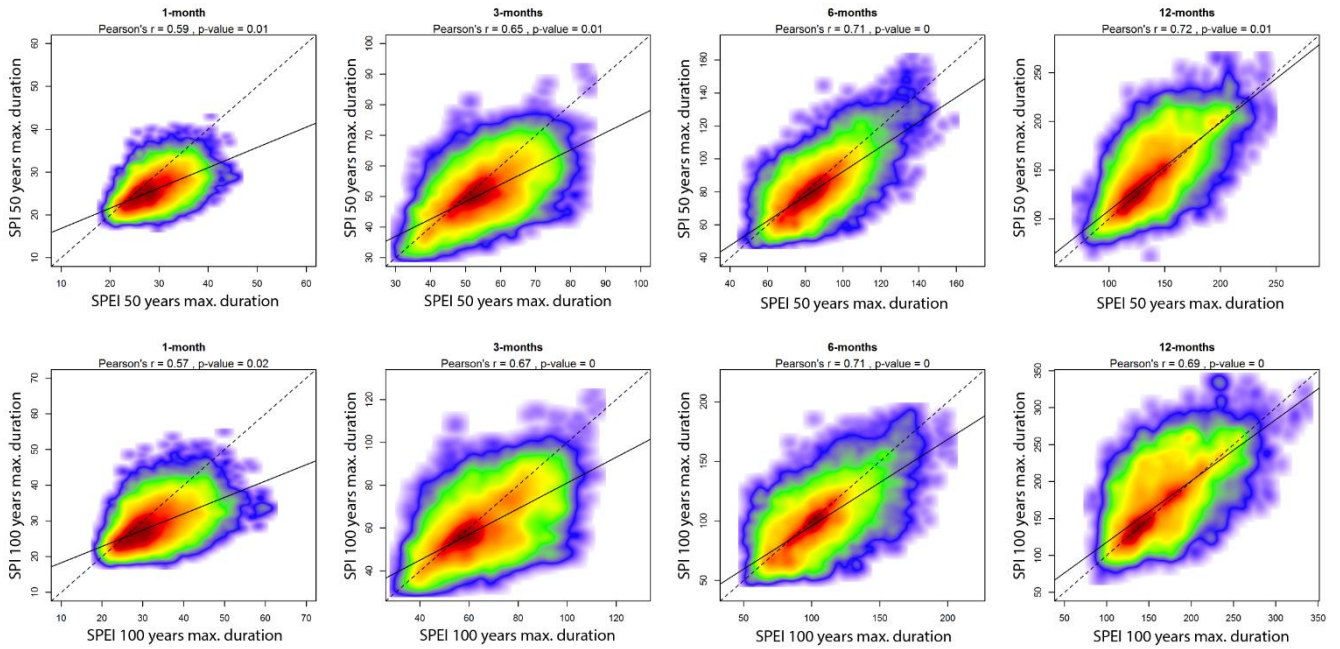 1-month
Pearson's r = 0.59 , p-value = 0.01
SPI 50 years max. duration
60
50
40
30
20
10
10 20 30 40 50 60
SPEI 50 years max. duration
3-months
Pearson's r = 0.65 , p-value = 0.01
SPI 50 years max. duration
100
90
80
70
60
50
40
30
30 40 50 60 70 80 90 100
SPEI 50 years max. duration
6-months
Pearson's r = 0.71 , p-value = 0
SPI 50 years max. duration
160
140
120
100
80
60
40
40 60 80 100 120 140 160
SPEI 50 years max. duration
12-months
Pearson's r = 0.72 , p-value = 0.01
SPI 50 years max. duration
250
200
150
100
100 150 200 250
SPEI 50 years max. duration
1-month
Pearson's r = 0.57 , p-value = 0.02
SPI 100 years max. duration
70
60
50
40
30
20
10
10 20 30 40 50 60 70
SPEI 100 years max. duration
3-months
Pearson's r = 0.67 , p-value = 0
SPI 100 years max. duration
120
100
80
60
40
40 60 80 100 120
SPEI 100 years max. duration
6-months
Pearson's r = 0.71 , p-value = 0
SPI 100 years max. duration
200
150
100
50
50 100 150 200
SPEI 100 years max. duration
12-months
Pearson's r = 0.69 , p-value = 0
SPI 100 years max. duration
350
300
250
200
150
100
50
50 100 150 200 250 300 350
SPEI 100 years max. duration